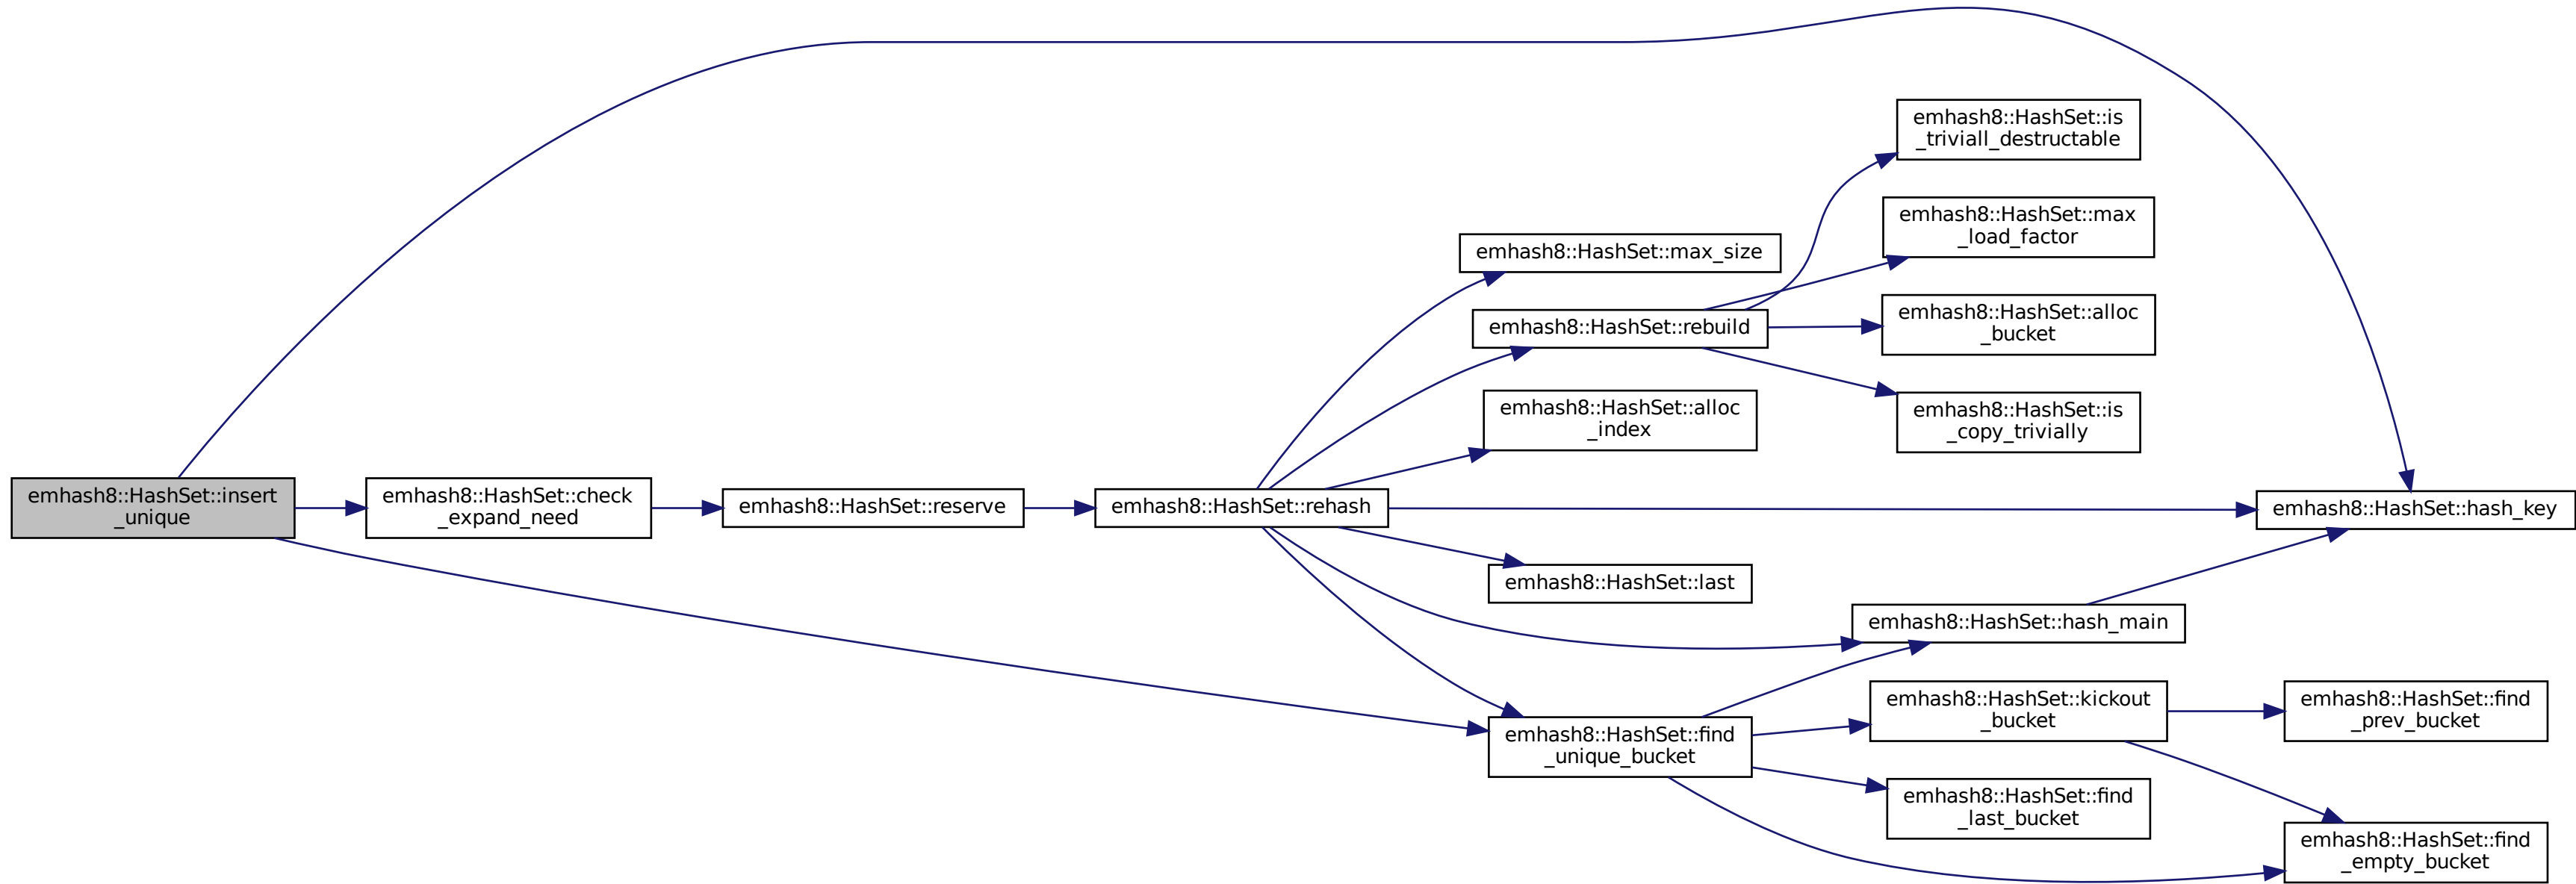 emhash8::HashSet::insert
_unique
emhash8::HashSet::check
_expand_need
emhash8::HashSet::reserve
emhash8::HashSet::rehash
emhash8::HashSet::max_size
emhash8::HashSet::rebuild
emhash8::HashSet::alloc
_index
emhash8::HashSet::last
emhash8::HashSet::find
_unique_bucket
emhash8::HashSet::is
_triviall_destructable
emhash8::HashSet::max
_load_factor
emhash8::HashSet::alloc
_bucket
emhash8::HashSet::is
_copy_trivially
emhash8::HashSet::hash_main
emhash8::HashSet::kickout
_bucket
emhash8::HashSet::find
_last_bucket
emhash8::HashSet::hash_key
emhash8::HashSet::find
_prev_bucket
emhash8::HashSet::find
_empty_bucket